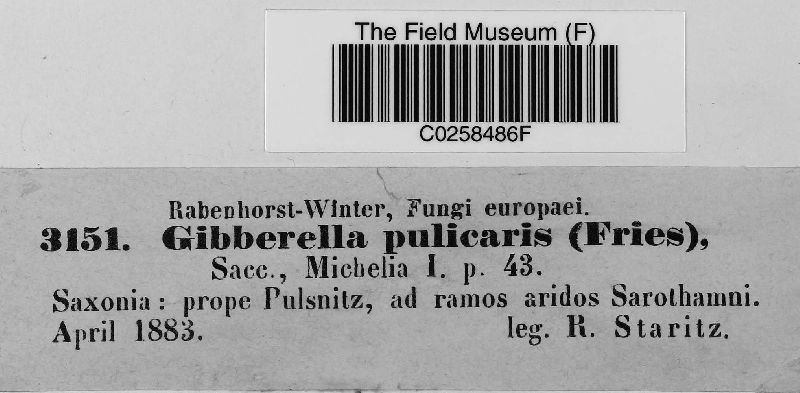 The Field Museum (F)
C0258486F
Rabenhorst-Winter, Fungi europaei.
3151. Gibberella pulicaris (Fries),
Sacc., Michelia I. p. 43.
Saxonia: prope Pulsnitz, ad ramos aridos Sarothamni.
April 1883. leg. R. Staritz.